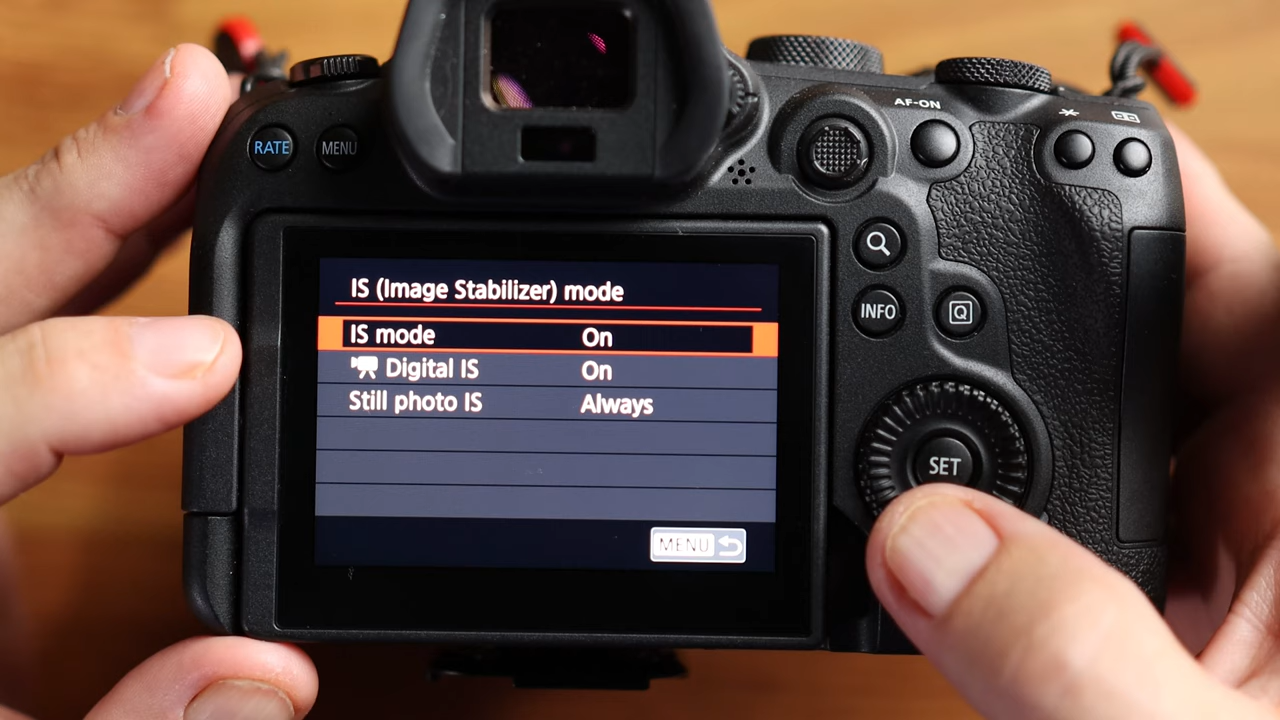 AF-ON
RATE
MENU
INFO
Q
SET
IS (Image Stabilizer) mode
IS mode On
Digital IS On
Still photo IS Always
MENU